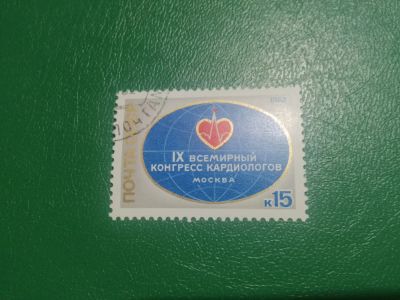 ПОЧТА СССР
1982
IX ВСЕМИРНЫЙ
КОНГРЕСС КАРДИОЛОГОВ
МОСКВА
К15